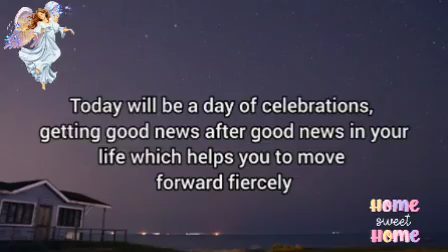 Today will be a day of celebrations,
getting good news after good news in your
life which helps you to move
forward fiercely
HOME
sweet
HOME